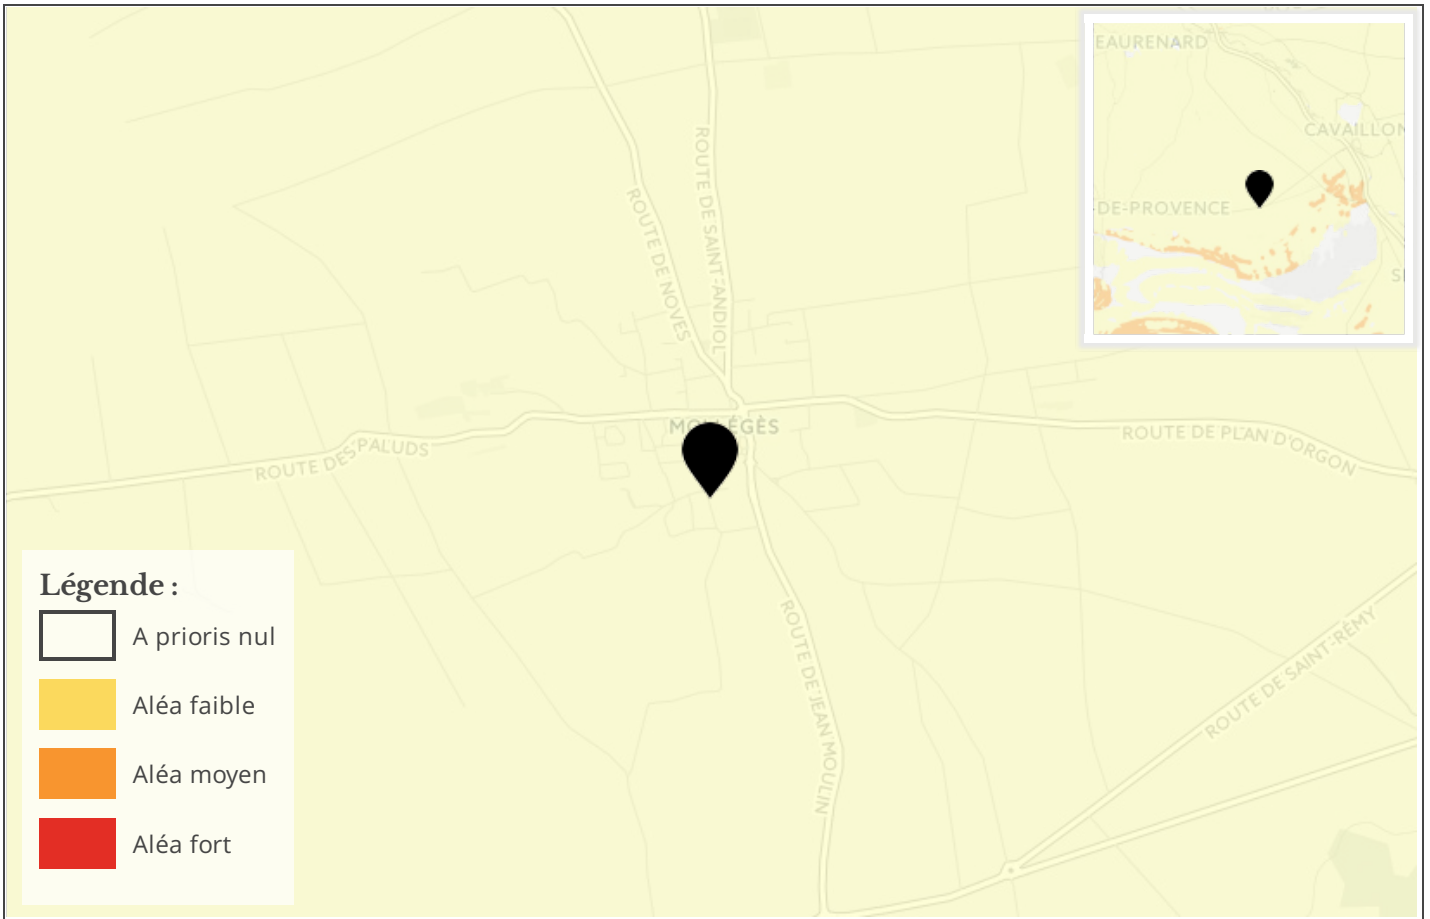 EAURENARD
CAVAILLON
-DE-PROVENCE
ROUTE DE NOVES
ROUTE DE SAINT-ANDIOL
MOLLÉGÈS
ROUTE DES PALUDS
ROUTE DE PLAN D'ORGON
ROUTE DE JEAN MOULIN
ROUTE DE SAINT-RÉMY
Légende :
A prioris nul
Aléa faible
Aléa moyen
Aléa fort